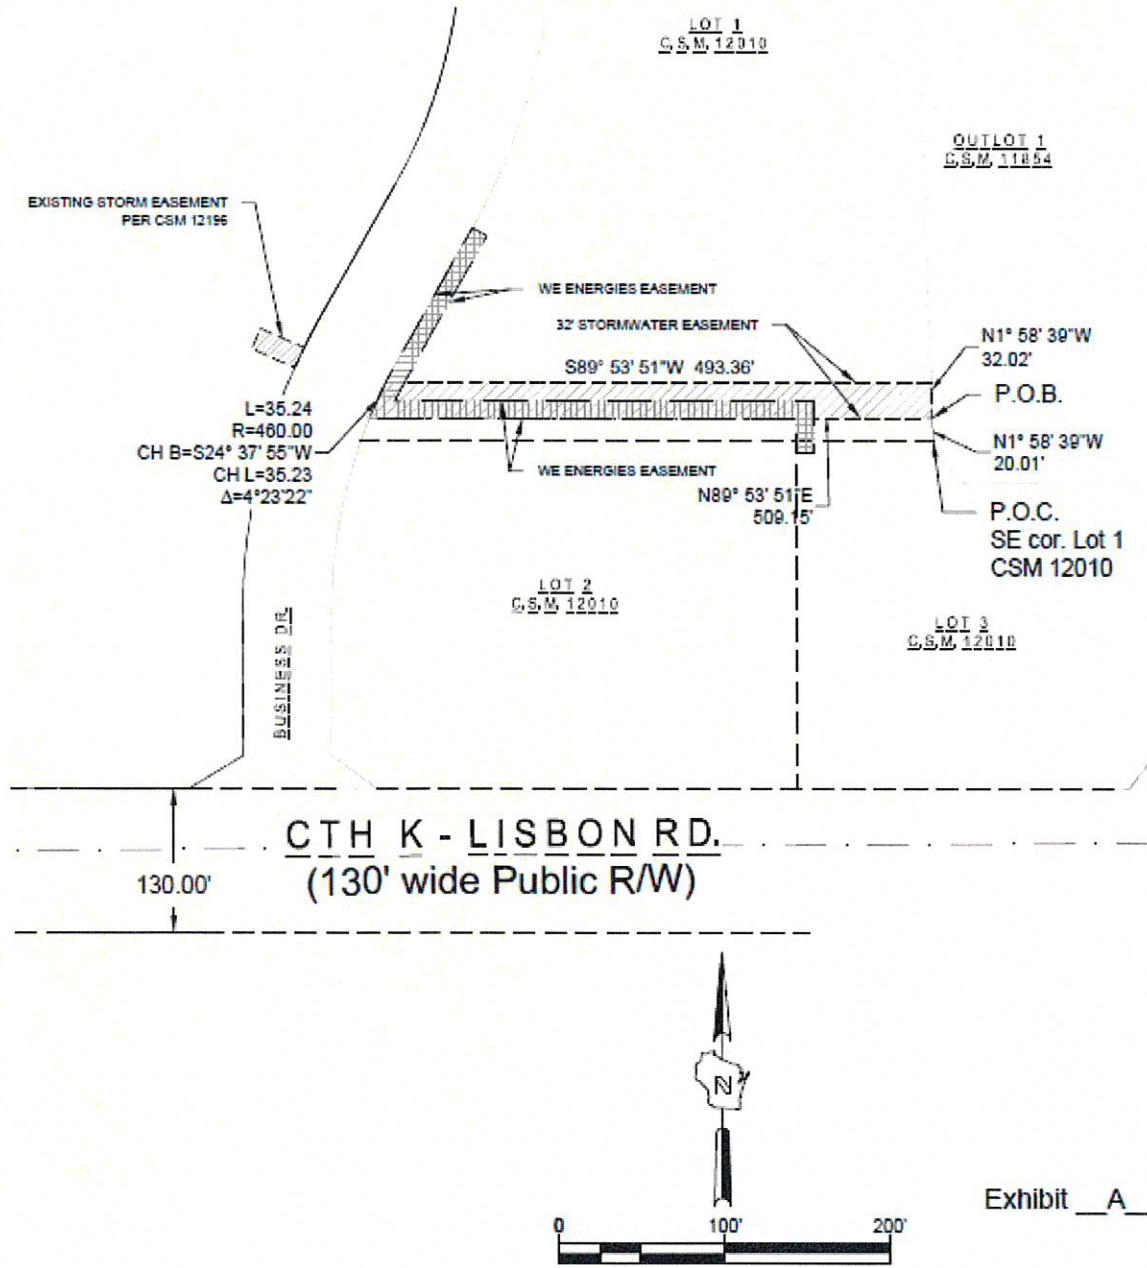 LOT 1
C.S.M. 12010
OUTLOT 1
C.S.M. 11854
EXISTING STORM EASEMENT
PER CSM 12196
WE ENERGIES EASEMENT
32' STORMWATER EASEMENT
N1° 58' 39"W
32.02'
S89° 53' 51"W 493.36'
P.O.B.
L=35.24
R=460.00
CH B=S24° 37' 55"W
CH L=35.23
Δ=4°23'22"
N1° 58' 39"W
20.01'
WE ENERGIES EASEMENT
N89° 53' 51"E
509.15'
P.O.C.
SE cor. Lot 1
CSM 12010
LOT 2
C.S.M. 12010
LOT 3
C.S.M. 12010
BUSINESS DR.
CTH K - LISBON RD.
(130' wide Public R/W)
130.00'
N
Exhibit __A__
0 100' 200'